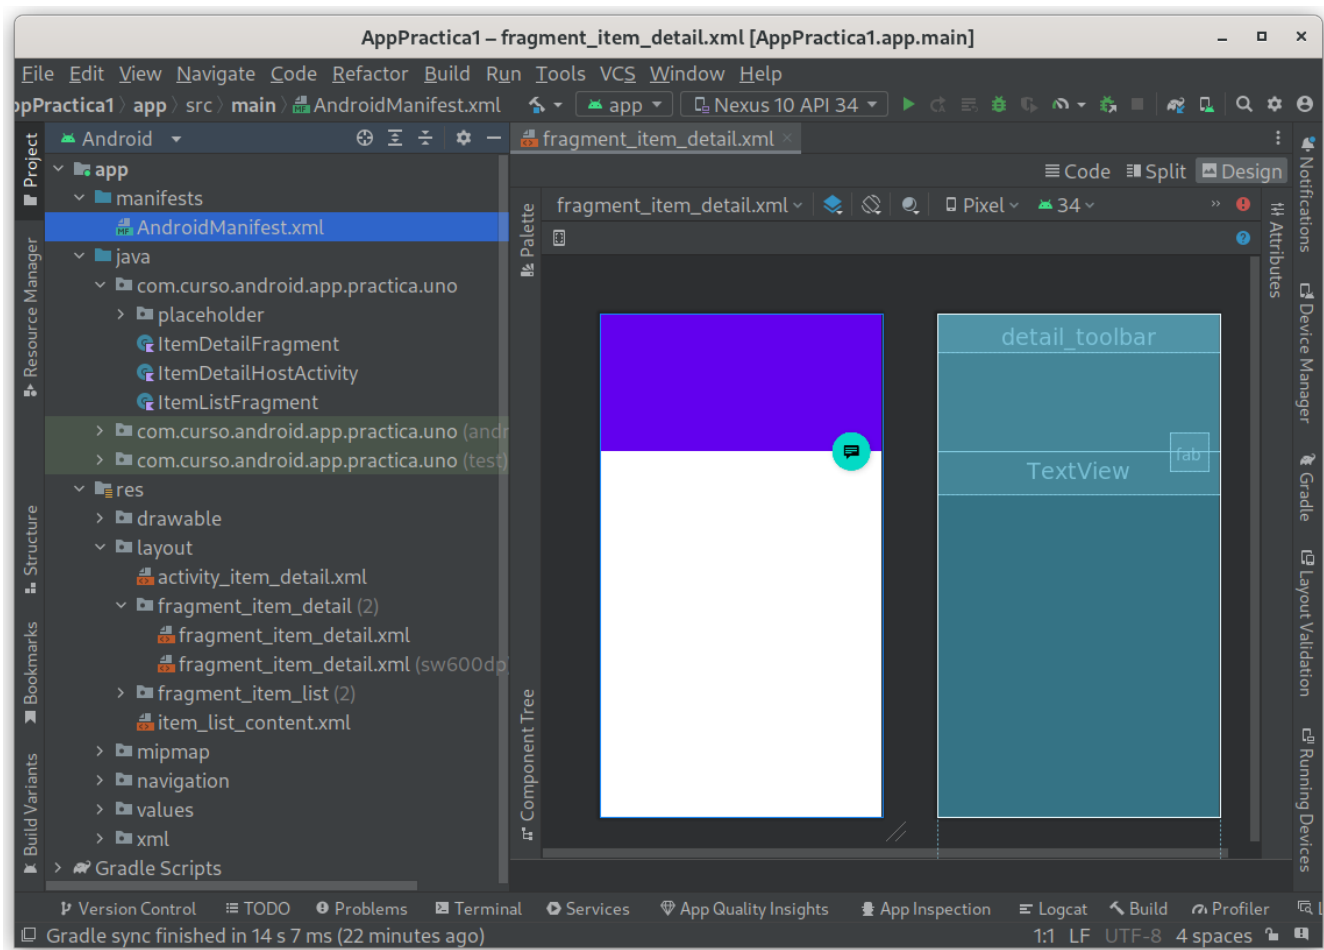 AppPractica1 – fragment_item_detail.xml [AppPractica1.app.main]
File Edit View Navigate Code Refactor Build Run Tools VCS Window Help
ppPractica1 app src main AndroidManifest.xml app Nexus 10 API 34
Project
Resource Manager
Structure
Bookmarks
Build Variants
Android
app
manifests
AndroidManifest.xml
java
com.curso.android.app.practica.uno
placeholder
ItemDetailFragment
ItemDetailHostActivity
ItemListFragment
com.curso.android.app.practica.uno (andr
com.curso.android.app.practica.uno (test)
res
drawable
layout
activity_item_detail.xml
fragment_item_detail (2)
fragment_item_detail.xml
fragment_item_detail.xml (sw600dp)
fragment_item_list (2)
item_list_content.xml
mipmap
navigation
values
xml
Gradle Scripts
fragment_item_detail.xml
Code Split Design
Palette
Component Tree
fragment_item_detail.xml Pixel 34
detail_toolbar
fab
TextView
Attributes
Notifications
Device Manager
Gradle
Layout Validation
Running Devices
Version Control TODO Problems Terminal Services App Quality Insights App Inspection Logcat Build Profiler
Gradle sync finished in 14 s 7 ms (22 minutes ago) 1:1 LF UTF-8 4 spaces